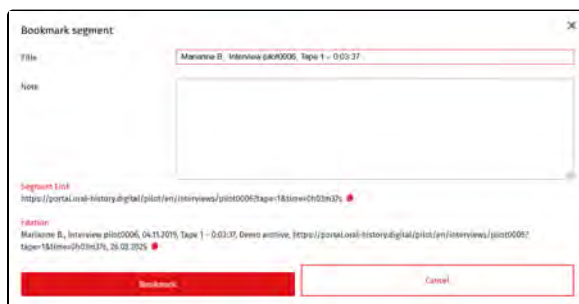 Bookmark segment
×
Title
Marianne B., Interview pilot0006, Tape 1 – 0:03:37
Note
Segment Link
https://portal.oral-history.digital/pilot/en/interviews/pilot0006?tape=1&time=0h03m37s
Citation
Marianne B., Interview pilot0006, 04.11.2019, Tape 1 – 0:03:37, Demo archive, https://portal.oral-history.digital/pilot/en/interviews/pilot0006?
tape=1&time=0h03m37s, 26.03.2025
Bookmark
Cancel